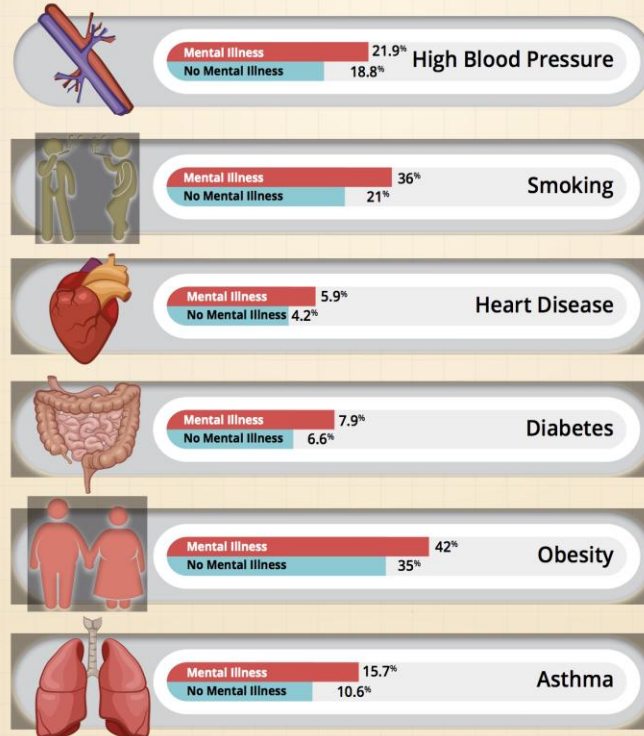 Mental Illness 21.9%
No Mental Illness 18.8%
High Blood Pressure
Mental Illness 36%
No Mental Illness 21%
Smoking
Mental Illness 5.9%
No Mental Illness 4.2%
Heart Disease
Mental Illness 7.9%
No Mental Illness 6.6%
Diabetes
Mental Illness 42%
No Mental Illness 35%
Obesity
Mental Illness 15.7%
No Mental Illness 10.6%
Asthma